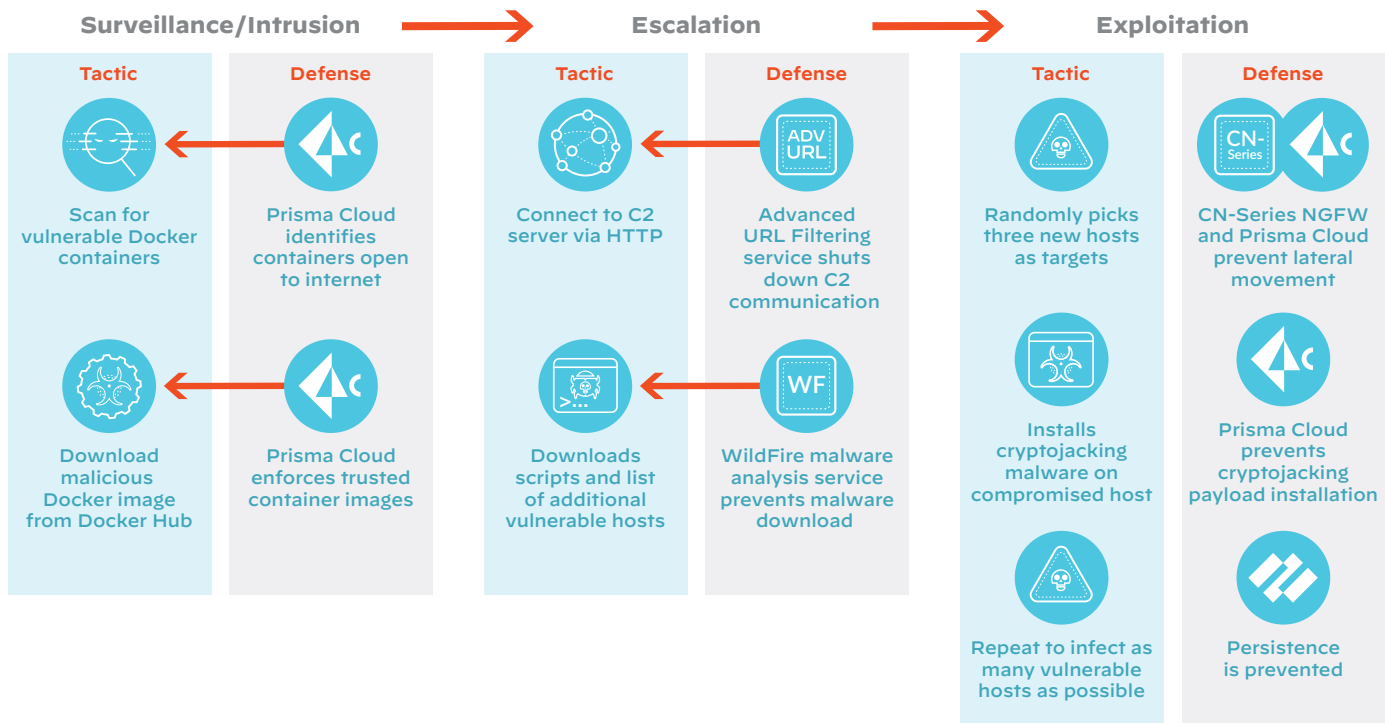 Surveillance/Intrusion
Escalation
Exploitation
Tactic
Defense
Scan for
vulnerable Docker
containers
Prisma Cloud
identifies
containers open
to internet
Download
malicious
Docker image
from Docker Hub
Prisma Cloud
enforces trusted
container images
Tactic
Defense
ADV
URL
Connect to C2
server via HTTP
Advanced
URL Filtering
service shuts
down C2
communication
>...
WF
Downloads
scripts and list
of additional
vulnerable hosts
WildFire malware
analysis service
prevents malware
download
Tactic
Defense
CN-
Series
Randomly picks
three new hosts
as targets
CN-Series NGFW
and Prisma Cloud
prevent lateral
movement
Installs
cryptojacking
malware on
compromised host
Prisma Cloud
prevents
cryptojacking
payload installation
Repeat to infect as
many vulnerable
hosts as possible
Persistence
is prevented